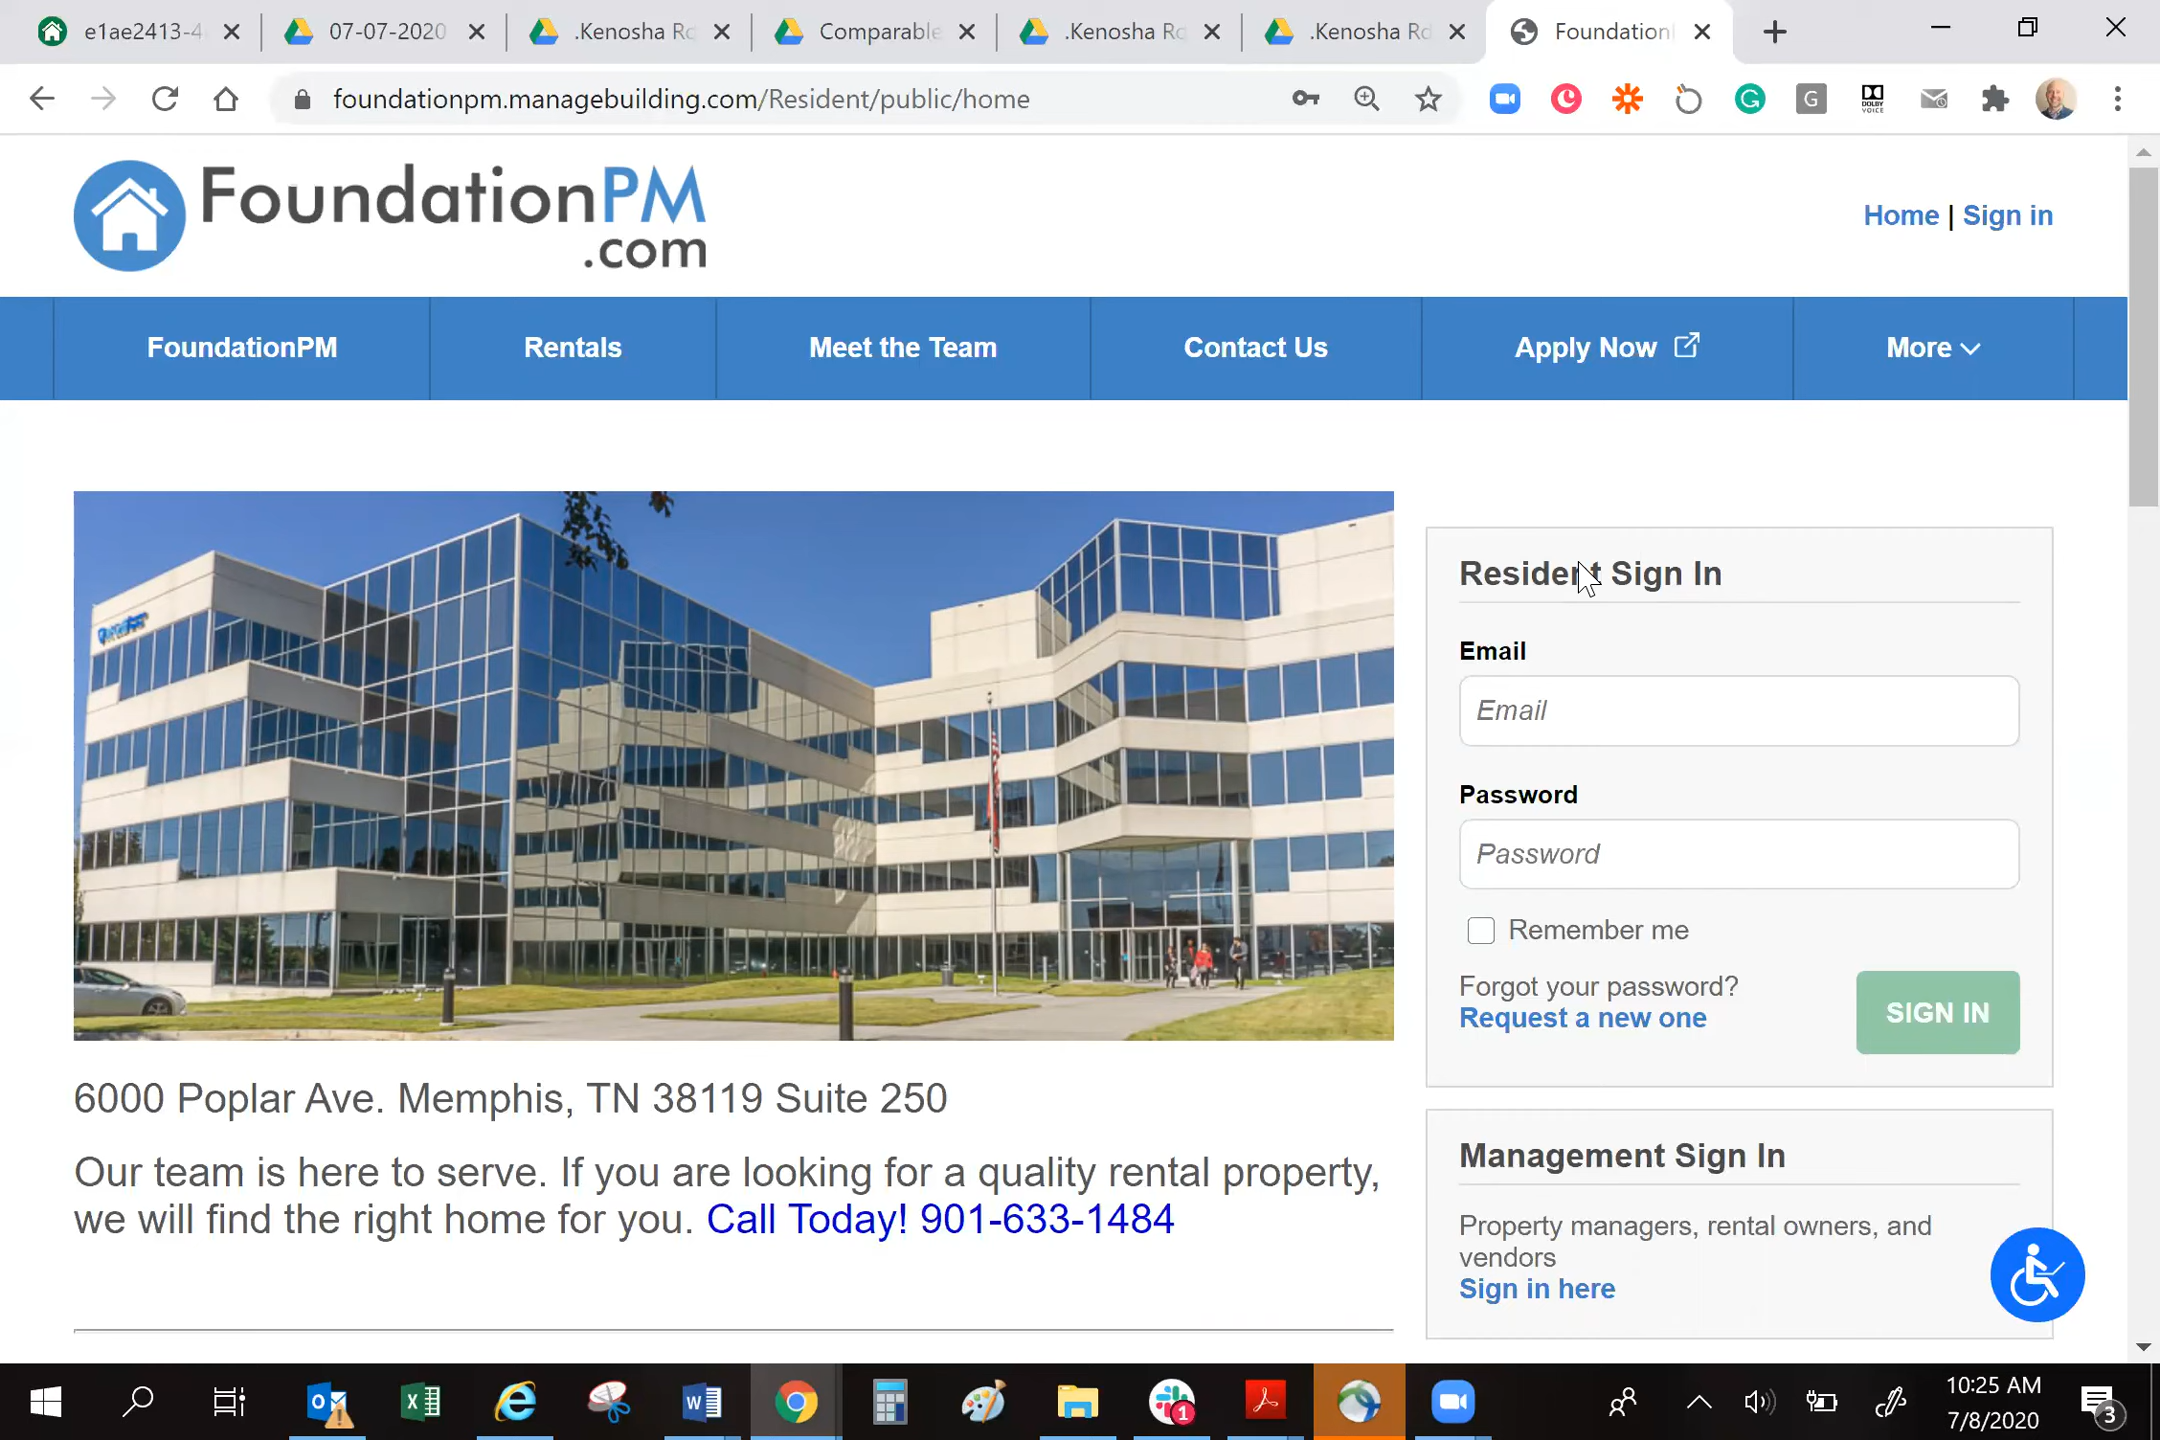 e1ae2413-4
07-07-2020
.Kenosha Rd
Comparable
.Kenosha Rd
.Kenosha Rd
Foundation
foundationpm.managebuilding.com/Resident/public/home
G
DOLBY
VOICE
FoundationPM
.com
Home | Sign in
FoundationPM
Rentals
Meet the Team
Contact Us
Apply Now
More
Resident Sign In
Email
Email
Password
Password
Remember me
Forgot your password?
Request a new one
SIGN IN
6000 Poplar Ave. Memphis, TN 38119 Suite 250
Our team is here to serve. If you are looking for a quality rental property,
we will find the right home for you. Call Today! 901-633-1484
Management Sign In
Property managers, rental owners, and
vendors
Sign in here
1
10:25 AM
7/8/2020
3